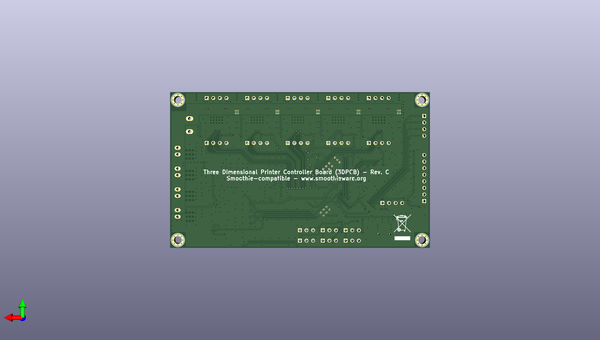 Three Dimensional Printer Controller Board (3DPCB) - Rev. C
Smoothie-compatible - www.smoothieware.org